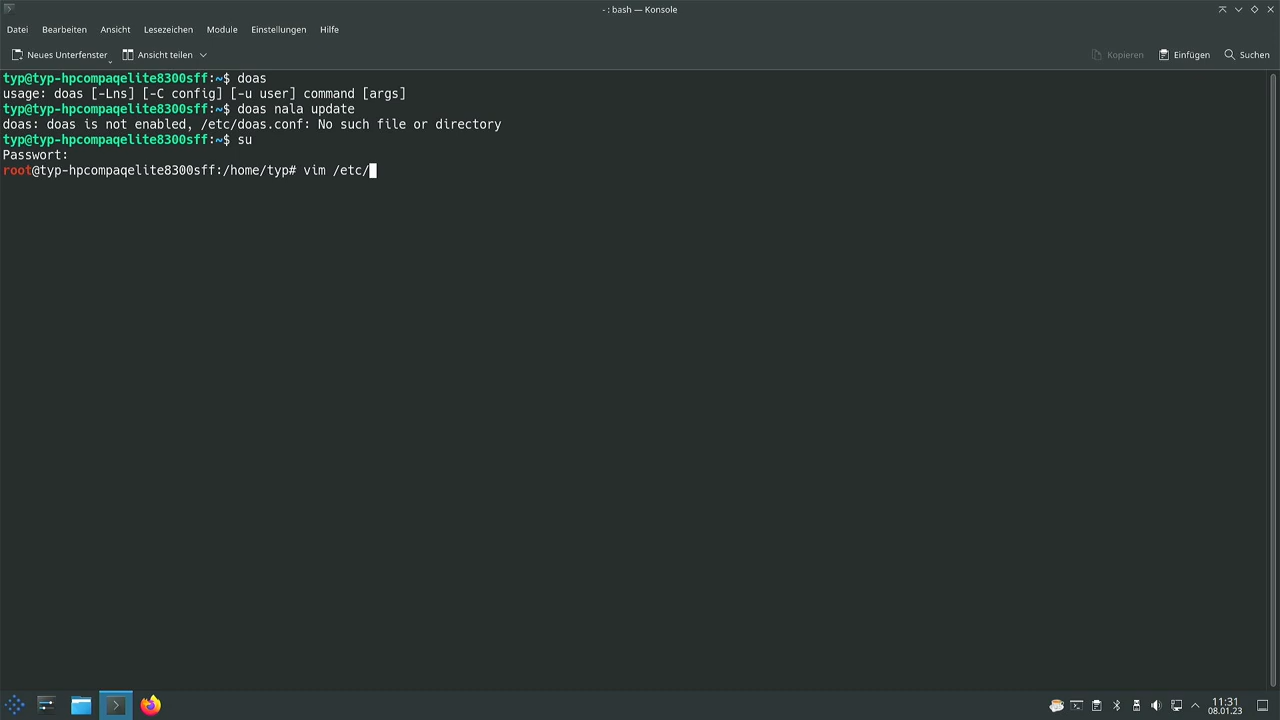 - : bash — Konsole
Datei Bearbeiten Ansicht Lesezeichen Module Einstellungen Hilfe
Neues Unterfenster Ansicht teilen Kopieren Einfügen Suchen
typ@typ-hpcompaqelite8300sff:~$ doas
usage: doas [-Lns] [-C config] [-u user] command [args]
typ@typ-hpcompaqelite8300sff:~$ doas nala update
doas: doas is not enabled, /etc/doas.conf: No such file or directory
typ@typ-hpcompaqelite8300sff:~$ su
Passwort:
root@typ-hpcompaqelite8300sff:/home/typ# vim /etc/
11:31
08.01.23